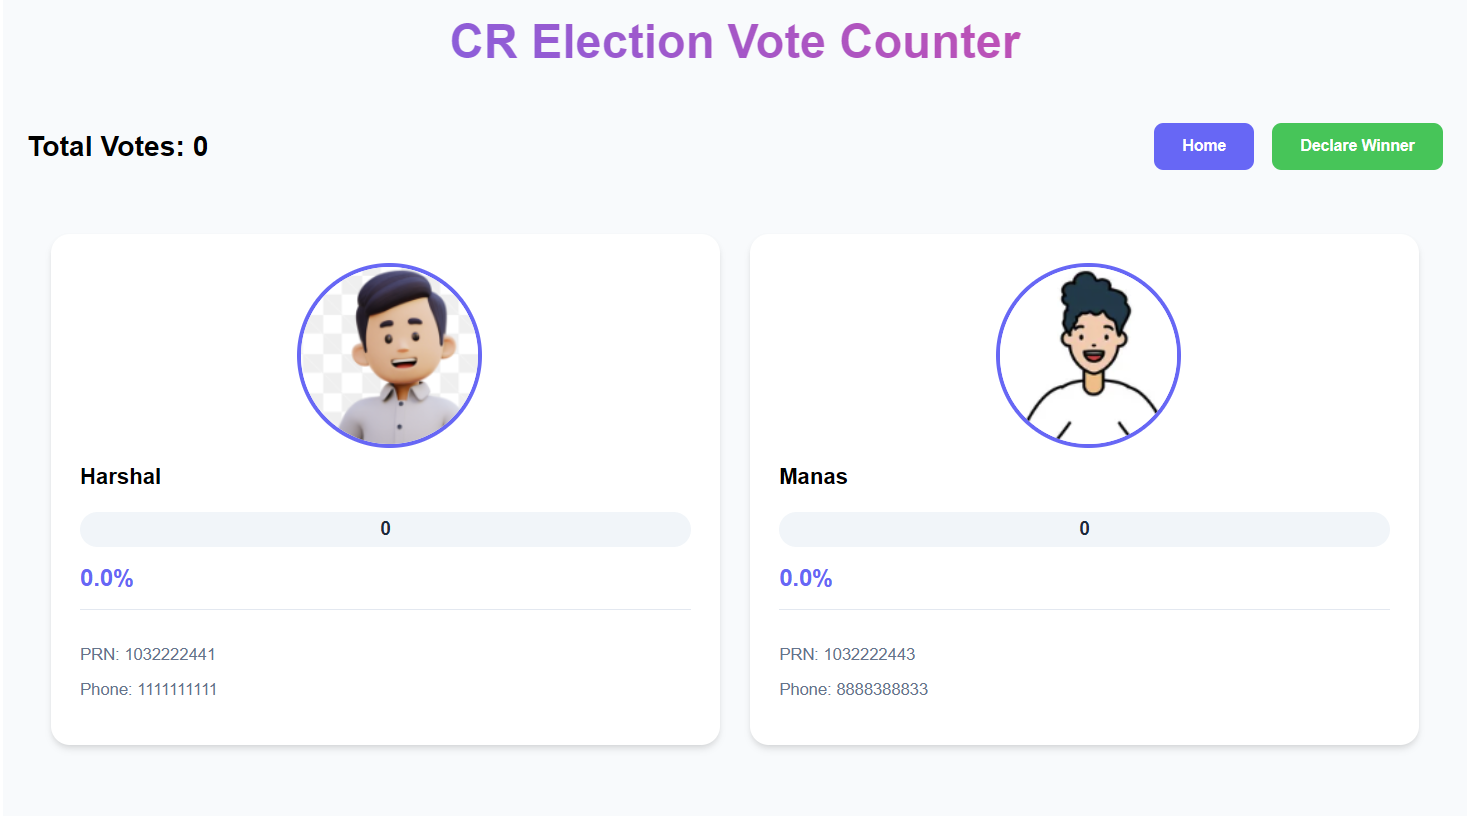 CR Election Vote Counter
Total Votes: 0
Home
Declare Winner
Harshal
0
0.0%
PRN: 1032222441
Phone: 1111111111
Manas
0
0.0%
PRN: 1032222443
Phone: 8888388833